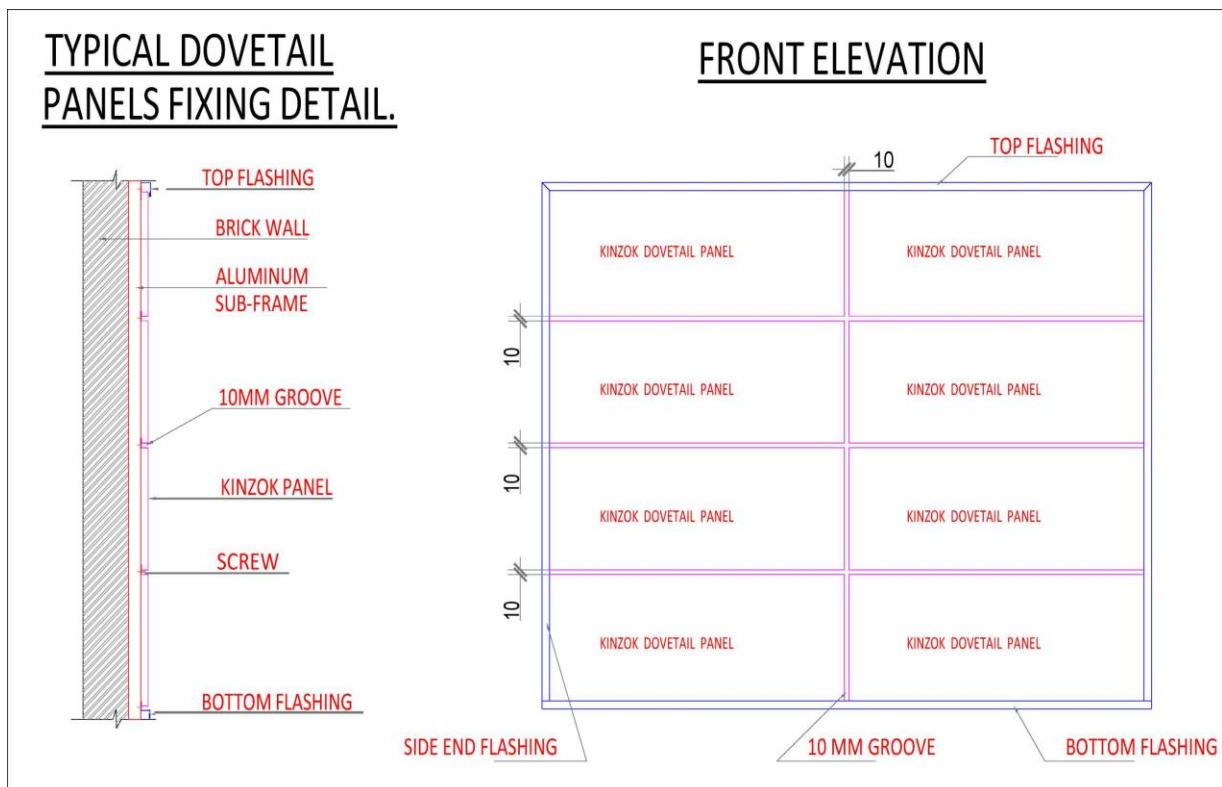 TYPICAL DOVETAIL
PANELS FIXING DETAIL.
TOP FLASHING
BRICK WALL
ALUMINUM
SUB-FRAME
10MM GROOVE
KINZOK PANEL
SCREW
BOTTOM FLASHING
FRONT ELEVATION
10
TOP FLASHING
KINZOK DOVETAIL PANEL
KINZOK DOVETAIL PANEL
10
KINZOK DOVETAIL PANEL
KINZOK DOVETAIL PANEL
10
KINZOK DOVETAIL PANEL
KINZOK DOVETAIL PANEL
10
KINZOK DOVETAIL PANEL
KINZOK DOVETAIL PANEL
SIDE END FLASHING
10 MM GROOVE
BOTTOM FLASHING